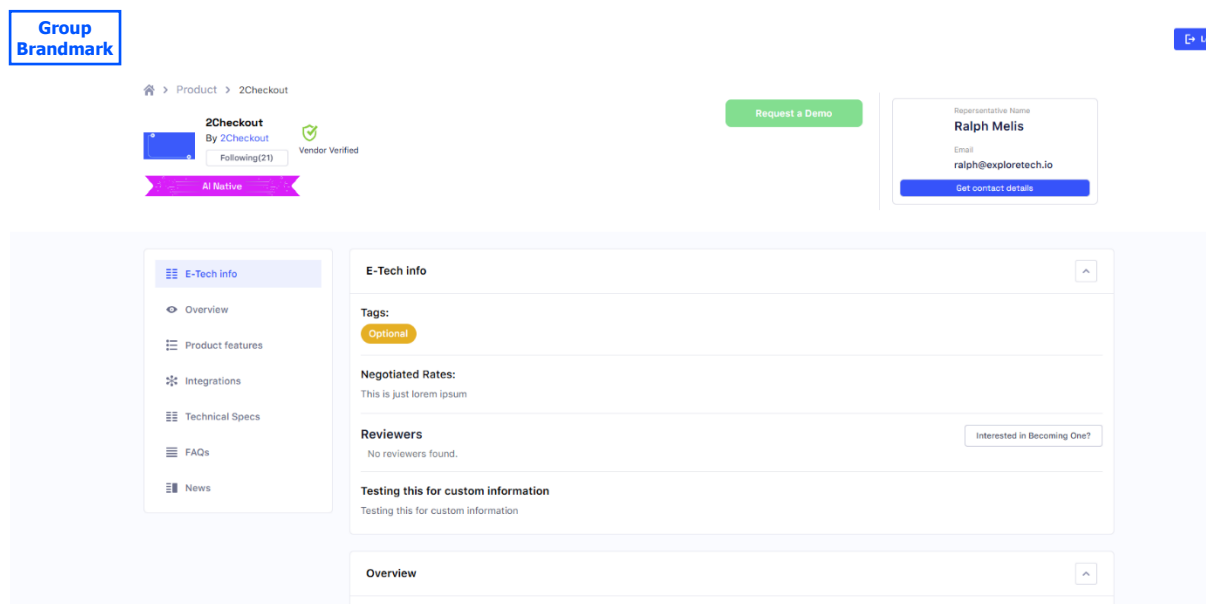 Group
Brandmark
Product
2Checkout
2Checkout
By 2Checkout
Following(21)
Vendor Verified
AI Native
Request a Demo
Repersentative Name
Ralph Melis
Email
ralph@exploretech.io
Get contact details
E-Tech info
Overview
Product features
Integrations
Technical Specs
FAQs
News
E-Tech info
Tags:
Optional
Negotiated Rates:
This is just lorem ipsum
Reviewers
Interested in Becoming One?
No reviewers found.
Testing this for custom information
Testing this for custom information
Overview